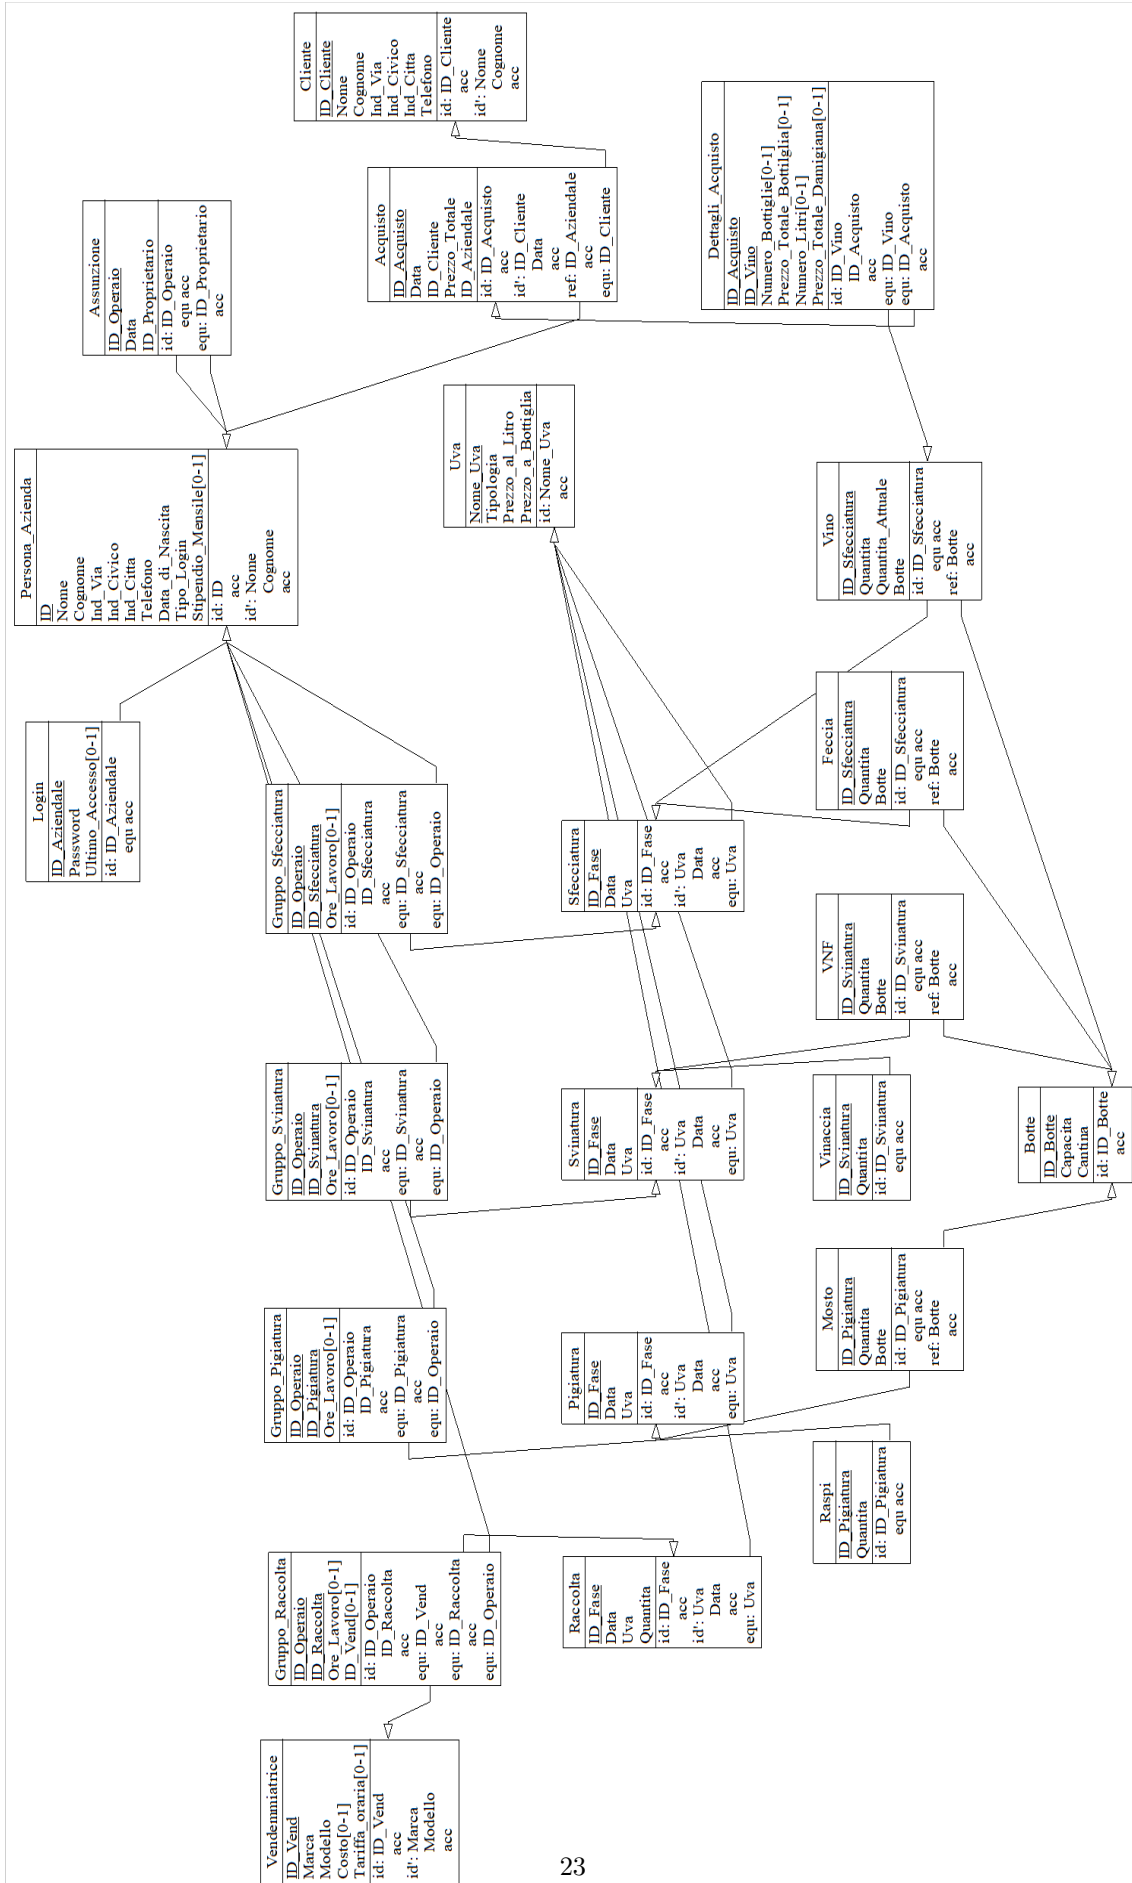 Cliente
ID_Cliente
Nome
Cognome
Ind_Via
Ind_Civico
Ind_Citta
Telefono
id: ID_Cliente
acc
id': Nome
Cognome
acc
Assunzione
ID_Operaio
Data
ID_Proprietario
id: ID_Operaio
equ acc
equ: ID_Proprietario
acc
Acquisto
ID_Acquisto
Data
ID_Cliente
Prezzo_Totale
ID_Aziendale
id: ID_Acquisto
acc
id': ID_Cliente
Data
acc
ref: ID_Aziendale
acc
equ: ID_Cliente
Dettagli_Acquisto
ID_Acquisto
ID_Vino
Numero_Bottiglie[0-1]
Prezzo_Totale_Bottilglia[0-1]
Numero_Litri[0-1]
Prezzo_Totale_Damigiana[0-1]
id: ID_Vino
ID_Acquisto
acc
equ: ID_Vino
equ: ID_Acquisto
acc
Persona_Azienda
ID
Nome
Cognome
Ind_Via
Ind_Civico
Ind_Citta
Telefono
Data_di_Nascita
Tipo_Login
Stipendio_Mensile[0-1]
id: ID
acc
id': Nome
Cognome
acc
Uva
Nome_Uva
Tipologia
Prezzo_al_Litro
Prezzo_a_Bottiglia
id: Nome_Uva
acc
Vino
ID_Sfecciatura
Quantita
Quantita_Attuale
Botte
id: ID_Sfecciatura
equ acc
ref: Botte
acc
Login
ID_Aziendale
Password
Ultimo_Accesso[0-1]
id: ID_Aziendale
equ acc
Gruppo_Sfecciatura
ID_Operaio
ID_Sfecciatura
Ore_Lavoro[0-1]
id: ID_Operaio
ID_Sfecciatura
acc
equ: ID_Sfecciatura
acc
equ: ID_Operaio
Sfecciatura
ID_Fase
Data
Uva
id: ID_Fase
acc
id': Uva
Data
acc
equ: Uva
Feccia
ID_Sfecciatura
Quantita
Botte
id: ID_Sfecciatura
equ acc
ref: Botte
acc
VNF
ID_Svinatura
Quantita
Botte
id: ID_Svinatura
equ acc
ref: Botte
acc
Gruppo_Svinatura
ID_Operaio
ID_Svinatura
Ore_Lavoro[0-1]
id: ID_Operaio
ID_Svinatura
acc
equ: ID_Svinatura
acc
equ: ID_Operaio
Svinatura
ID_Fase
Data
Uva
id: ID_Fase
acc
id': Uva
Data
acc
equ: Uva
Vinaccia
ID_Svinatura
Quantita
id: ID_Svinatura
equ acc
Botte
ID_Botte
Capacita
Cantina
id: ID_Botte
acc
Gruppo_Pigiatura
ID_Operaio
ID_Pigiatura
Ore_Lavoro[0-1]
id: ID_Operaio
ID_Pigiatura
acc
equ: ID_Pigiatura
acc
equ: ID_Operaio
Pigiatura
ID_Fase
Data
Uva
id: ID_Fase
acc
id': Uva
Data
acc
equ: Uva
Mosto
ID_Pigiatura
Quantita
Botte
id: ID_Pigiatura
equ acc
ref: Botte
acc
Raspi
ID_Pigiatura
Quantita
id: ID_Pigiatura
equ acc
Gruppo_Raccolta
ID_Operaio
ID_Raccolta
Ore_Lavoro[0-1]
ID_Vend[0-1]
id: ID_Operaio
ID_Raccolta
acc
equ: ID_Vend
acc
equ: ID_Raccolta
acc
equ: ID_Operaio
Raccolta
ID_Fase
Data
Uva
Quantita
id: ID_Fase
acc
id': Uva
Data
acc
equ: Uva
Vendemmiatrice
ID_Vend
Marca
Modello
Costo[0-1]
Tariffa_oraria[0-1]
id: ID_Vend
acc
id': Marca
Modello
acc
23